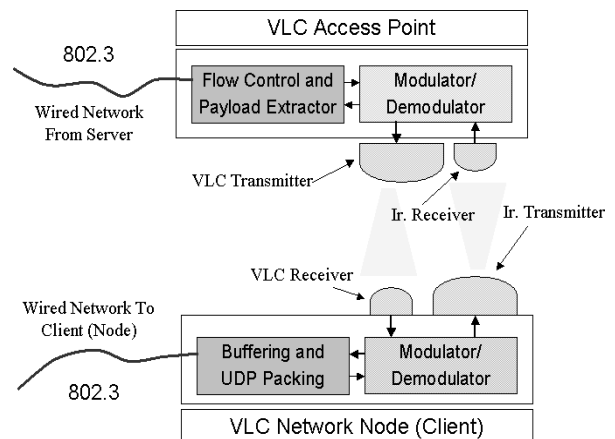 VLC Access Point
802.3
Flow Control and
Payload Extractor
Modulator/
Demodulator
Wired Network
From Server
VLC Transmitter
Ir. Receiver
Ir. Transmitter
VLC Receiver
Wired Network To
Client (Node)
Buffering and
UDP Packing
Modulator/
Demodulator
802.3
VLC Network Node (Client)